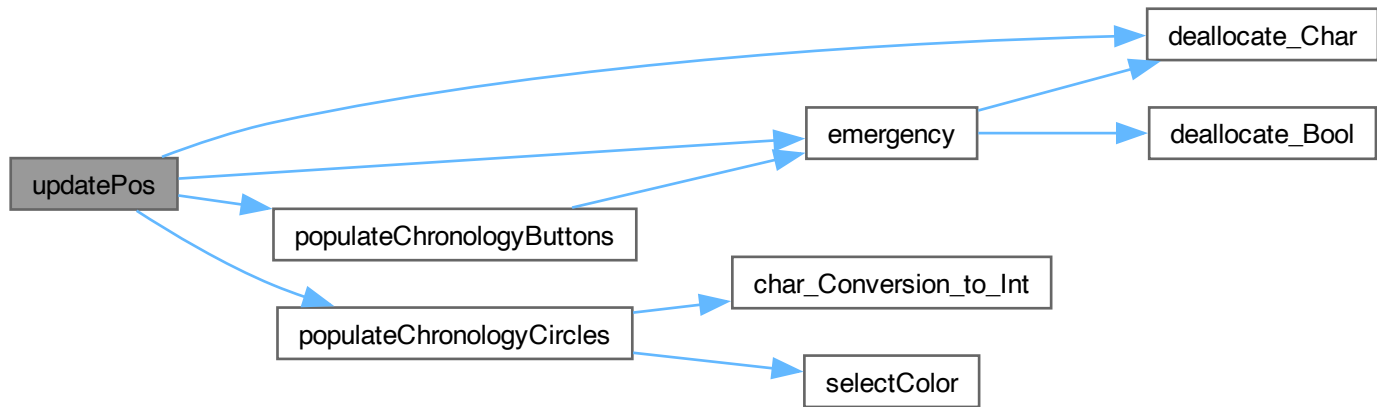 updatePos
deallocate_Char
emergency
deallocate_Bool
populateChronologyButtons
char_Conversion_to_Int
populateChronologyCircles
selectColor